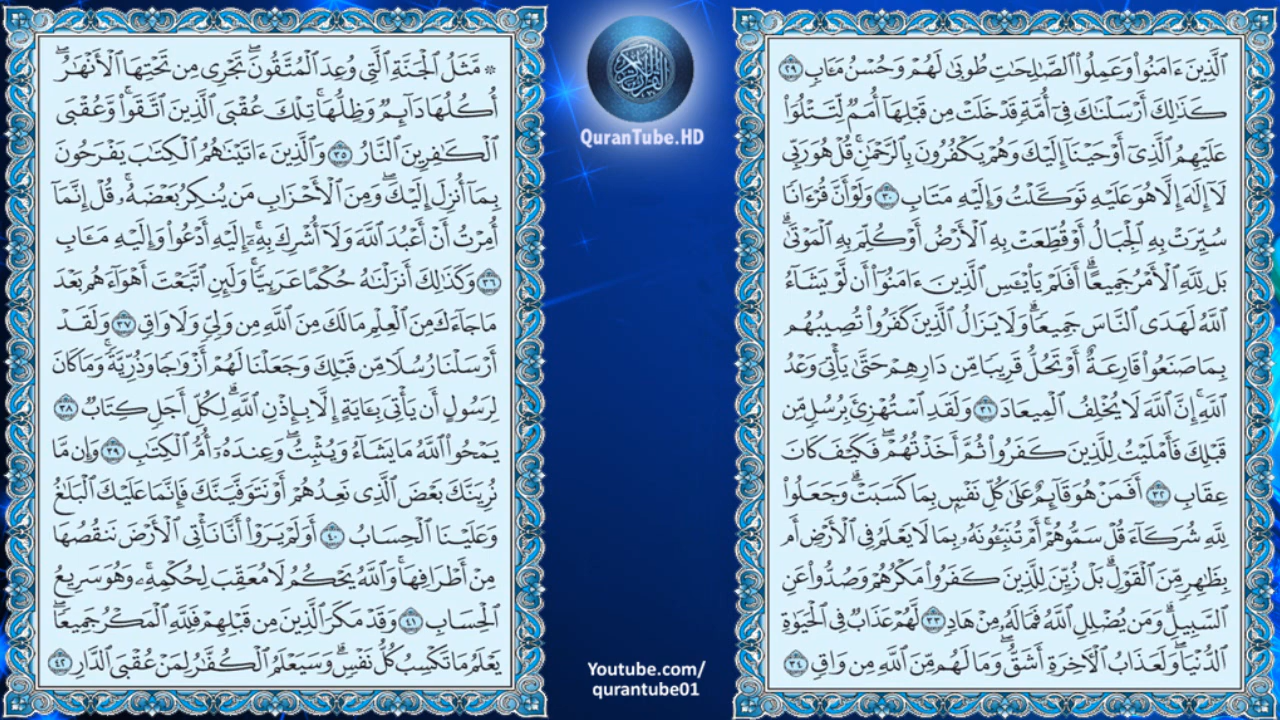 ٱلَّذِينَ ءَامَنُوا۟ وَعَمِلُوا۟ ٱلصَّـٰلِحَـٰتِ طُوبَىٰ لَهُمْ وَحُسْنُ مَـَٔابٍ ٢٩
كَذَٰلِكَ أَرْسَلْنَـٰكَ فِىٓ أُمَّةٍ قَدْ خَلَتْ مِن قَبْلِهَآ أُمَمٌ لِّتَتْلُوَا۟
عَلَيْهِمُ ٱلَّذِىٓ أَوْحَيْنَآ إِلَيْكَ وَهُمْ يَكْفُرُونَ بِٱلرَّحْمَـٰنِ ۚ قُلْ هُوَ رَبِّى
لَآ إِلَـٰهَ إِلَّا هُوَ عَلَيْهِ تَوَكَّلْتُ وَإِلَيْهِ مَتَابِ ٣٠ وَلَوْ أَنَّ قُرْءَانًا
سُيِّرَتْ بِهِ ٱلْجِبَالُ أَوْ قُطِّعَتْ بِهِ ٱلْأَرْضُ أَوْ كُلِّمَ بِهِ ٱلْمَوْتَىٰ ۗ
بَل لِّلَّهِ ٱلْأَمْرُ جَمِيعًا ۗ أَفَلَمْ يَا۟يْـَٔسِ ٱلَّذِينَ ءَامَنُوٓا۟ أَن لَّوْ يَشَآءُ
ٱللَّهُ لَهَدَى ٱلنَّاسَ جَمِيعًا ۗ وَلَا يَزَالُ ٱلَّذِينَ كَفَرُوا۟ تُصِيبُهُم
بِمَا صَنَعُوا۟ قَارِعَةٌ أَوْ تَحُلُّ قَرِيبًا مِّن دَارِهِمْ حَتَّىٰ يَأْتِىَ وَعْدُ
ٱللَّهِ ۚ إِنَّ ٱللَّهَ لَا يُخْلِفُ ٱلْمِيعَادَ ٣١ وَلَقَدِ ٱسْتُهْزِئَ بِرُسُلٍ مِّن
قَبْلِكَ فَأَمْلَيْتُ لِلَّذِينَ كَفَرُوا۟ ثُمَّ أَخَذْتُهُمْ ۖ فَكَيْفَ كَانَ
عِقَابِ ٣٢ أَفَمَنْ هُوَ قَآئِمٌ عَلَىٰ كُلِّ نَفْسٍۭ بِمَا كَسَبَتْ ۗ وَجَعَلُوا۟
لِلَّهِ شُرَكَآءَ قُلْ سَمُّوهُمْ ۚ أَمْ تُنَبِّـُٔونَهُۥ بِمَا لَا يَعْلَمُ فِى ٱلْأَرْضِ أَم
بِظَـٰهِرٍ مِّنَ ٱلْقَوْلِ ۗ بَلْ زُيِّنَ لِلَّذِينَ كَفَرُوا۟ مَكْرُهُمْ وَصُدُّوا۟ عَنِ
ٱلسَّبِيلِ ۗ وَمَن يُضْلِلِ ٱللَّهُ فَمَا لَهُۥ مِنْ هَادٍ ٣٣ لَّهُمْ عَذَابٌ فِى ٱلْحَيَوٰةِ
ٱلدُّنْيَا ۖ وَلَعَذَابُ ٱلْـَٔاخِرَةِ أَشَقُّ ۖ وَمَا لَهُم مِّنَ ٱللَّهِ مِن وَاقٍ ٣٤
QuranTube.HD
۞ مَّثَلُ ٱلْجَنَّةِ ٱلَّتِى وُعِدَ ٱلْمُتَّقُونَ ۖ تَجْرِى مِن تَحْتِهَا ٱلْأَنْهَـٰرُ ۖ
أُكُلُهَا دَآئِمٌ وَظِلُّهَا ۚ تِلْكَ عُقْبَى ٱلَّذِينَ ٱتَّقَوا۟ ۖ وَّعُقْبَى
ٱلْكَـٰفِرِينَ ٱلنَّارُ ٣٥ وَٱلَّذِينَ ءَاتَيْنَـٰهُمُ ٱلْكِتَـٰبَ يَفْرَحُونَ
بِمَآ أُنزِلَ إِلَيْكَ ۖ وَمِنَ ٱلْأَحْزَابِ مَن يُنكِرُ بَعْضَهُۥ ۚ قُلْ إِنَّمَآ
أُمِرْتُ أَنْ أَعْبُدَ ٱللَّهَ وَلَآ أُشْرِكَ بِهِۦٓ ۚ إِلَيْهِ أَدْعُوا۟ وَإِلَيْهِ مَـَٔابِ
٣٦ وَكَذَٰلِكَ أَنزَلْنَـٰهُ حُكْمًا عَرَبِيًّا ۚ وَلَئِنِ ٱتَّبَعْتَ أَهْوَآءَهُم بَعْدَ
مَا جَآءَكَ مِنَ ٱلْعِلْمِ مَا لَكَ مِنَ ٱللَّهِ مِن وَلِىٍّ وَلَا وَاقٍ ٣٧ وَلَقَدْ
أَرْسَلْنَا رُسُلًا مِّن قَبْلِكَ وَجَعَلْنَا لَهُمْ أَزْوَٰجًا وَذُرِّيَّةً ۚ وَمَا كَانَ
لِرَسُولٍ أَن يَأْتِىَ بِـَٔايَةٍ إِلَّا بِإِذْنِ ٱللَّهِ ۗ لِكُلِّ أَجَلٍ كِتَابٌ ٣٨
يَمْحُوا۟ ٱللَّهُ مَا يَشَآءُ وَيُثْبِتُ ۖ وَعِندَهُۥٓ أُمُّ ٱلْكِتَـٰبِ ٣٩ وَإِن مَّا
نُرِيَنَّكَ بَعْضَ ٱلَّذِى نَعِدُهُمْ أَوْ نَتَوَفَّيَنَّكَ فَإِنَّمَا عَلَيْكَ ٱلْبَلَـٰغُ
وَعَلَيْنَا ٱلْحِسَابُ ٤٠ أَوَلَمْ يَرَوْا۟ أَنَّا نَأْتِى ٱلْأَرْضَ نَنقُصُهَا
مِنْ أَطْرَافِهَا ۚ وَٱللَّهُ يَحْكُمُ لَا مُعَقِّبَ لِحُكْمِهِۦ ۚ وَهُوَ سَرِيعُ
ٱلْحِسَابِ ٤١ وَقَدْ مَكَرَ ٱلَّذِينَ مِن قَبْلِهِمْ فَلِلَّهِ ٱلْمَكْرُ جَمِيعًا ۖ
يَعْلَمُ مَا تَكْسِبُ كُلُّ نَفْسٍ ۗ وَسَيَعْلَمُ ٱلْكُفَّـٰرُ لِمَنْ عُقْبَى ٱلدَّارِ ٤٢
Youtube.com/
qurantube01